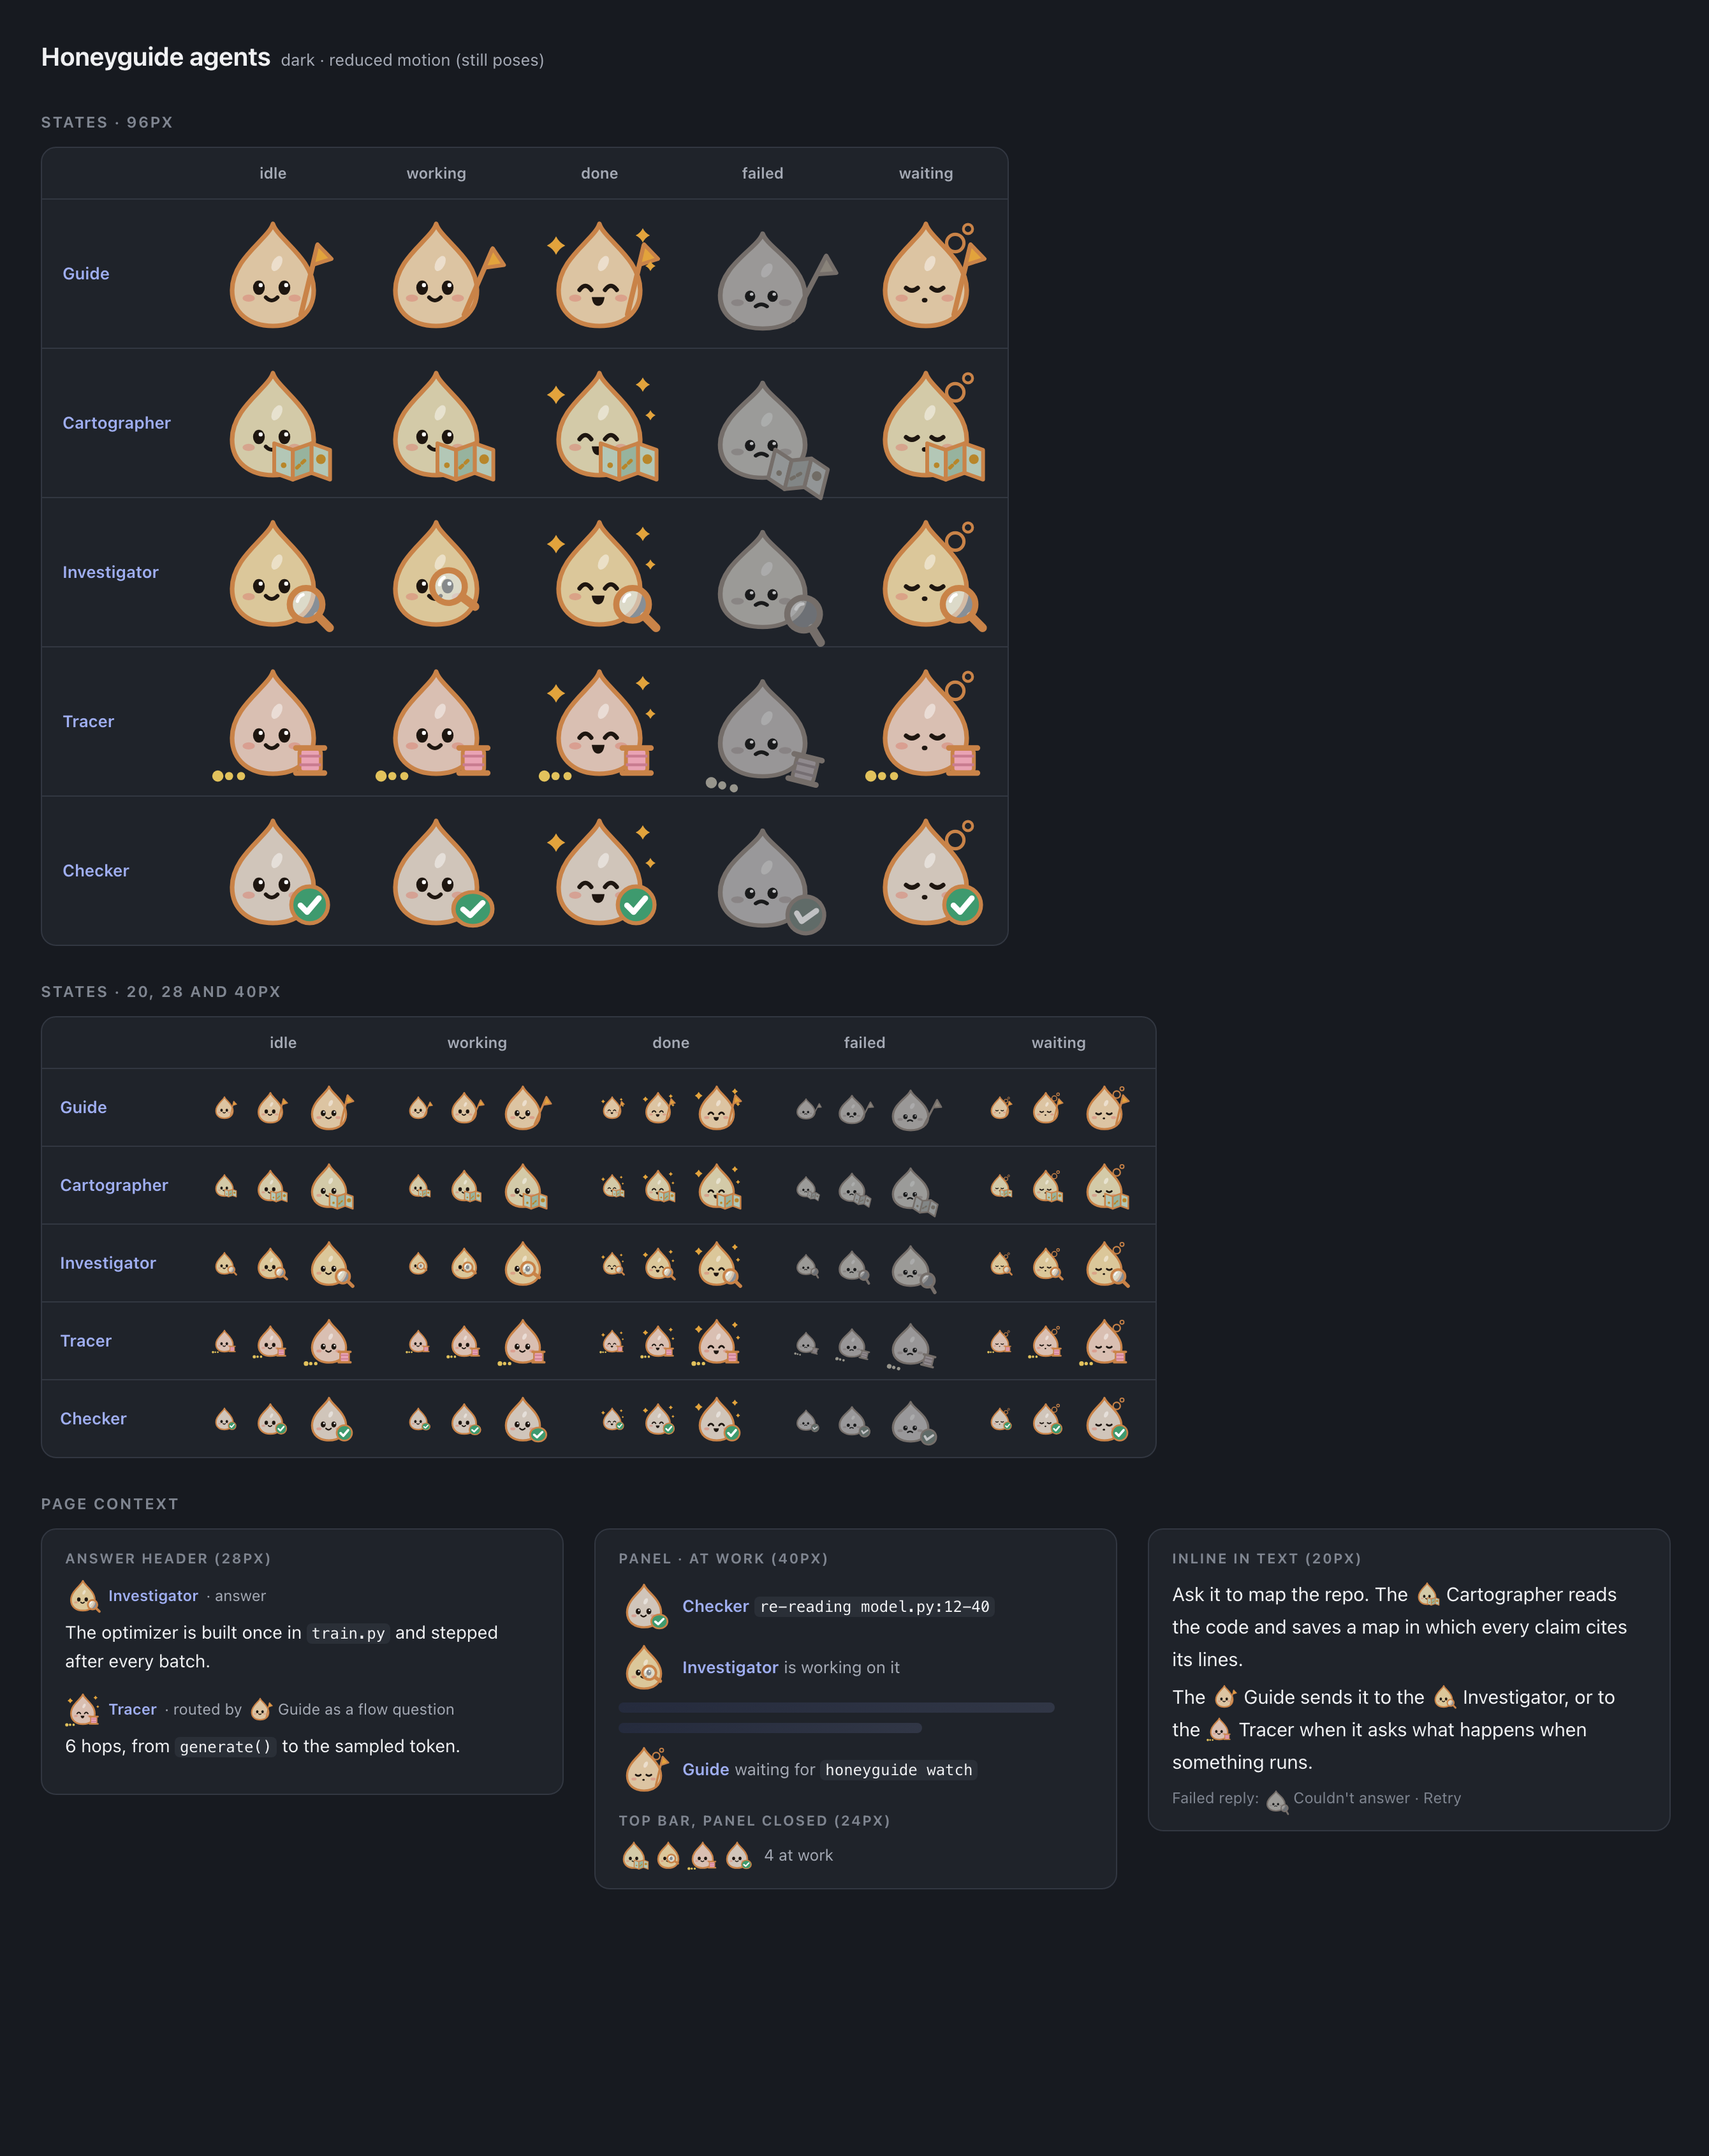 Honeyguide agents dark · reduced motion (still poses)
STATES · 96PX
idle working done failed waiting
Guide
Cartographer
Investigator
Tracer
Checker
STATES · 20, 28 AND 40PX
idle working done failed waiting
Guide
Cartographer
Investigator
Tracer
Checker
PAGE CONTEXT
ANSWER HEADER (28PX)
Investigator · answer
The optimizer is built once in train.py and stepped
after every batch.
Tracer · routed by Guide as a flow question
6 hops, from generate() to the sampled token.
PANEL · AT WORK (40PX)
Checker re-reading model.py:12–40
Investigator is working on it
Guide waiting for honeyguide watch
TOP BAR, PANEL CLOSED (24PX)
4 at work
INLINE IN TEXT (20PX)
Ask it to map the repo. The Cartographer reads
the code and saves a map in which every claim cites
its lines.
The Guide sends it to the Investigator, or to
the Tracer when it asks what happens when
something runs.
Failed reply: Couldn't answer · Retry